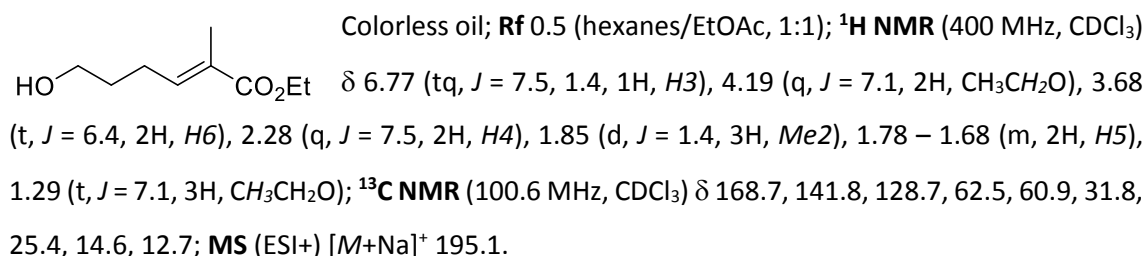 Colorless oil; Rf 0.5 (hexanes/EtOAc, 1:1); ¹H NMR (400 MHz, CDCl₃)
HO CO₂Et δ 6.77 (tq, J = 7.5, 1.4, 1H, H3), 4.19 (q, J = 7.1, 2H, CH₃CH₂O), 3.68
(t, J = 6.4, 2H, H6), 2.28 (q, J = 7.5, 2H, H4), 1.85 (d, J = 1.4, 3H, Me2), 1.78 – 1.68 (m, 2H, H5),
1.29 (t, J = 7.1, 3H, CH₃CH₂O); ¹³C NMR (100.6 MHz, CDCl₃) δ 168.7, 141.8, 128.7, 62.5, 60.9, 31.8,
25.4, 14.6, 12.7; MS (ESI+) [M+Na]⁺ 195.1.